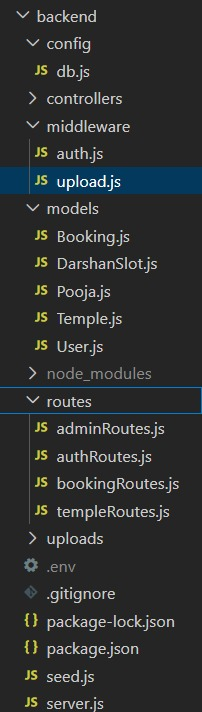 backend
config
JS db.js
controllers
middleware
JS auth.js
JS upload.js
models
JS Booking.js
JS DarshanSlot.js
JS Pooja.js
JS Temple.js
JS User.js
node_modules
routes
JS adminRoutes.js
JS authRoutes.js
JS bookingRoutes.js
JS templeRoutes.js
uploads
.env
.gitignore
{} package-lock.json
{} package.json
JS seed.js
JS server.js